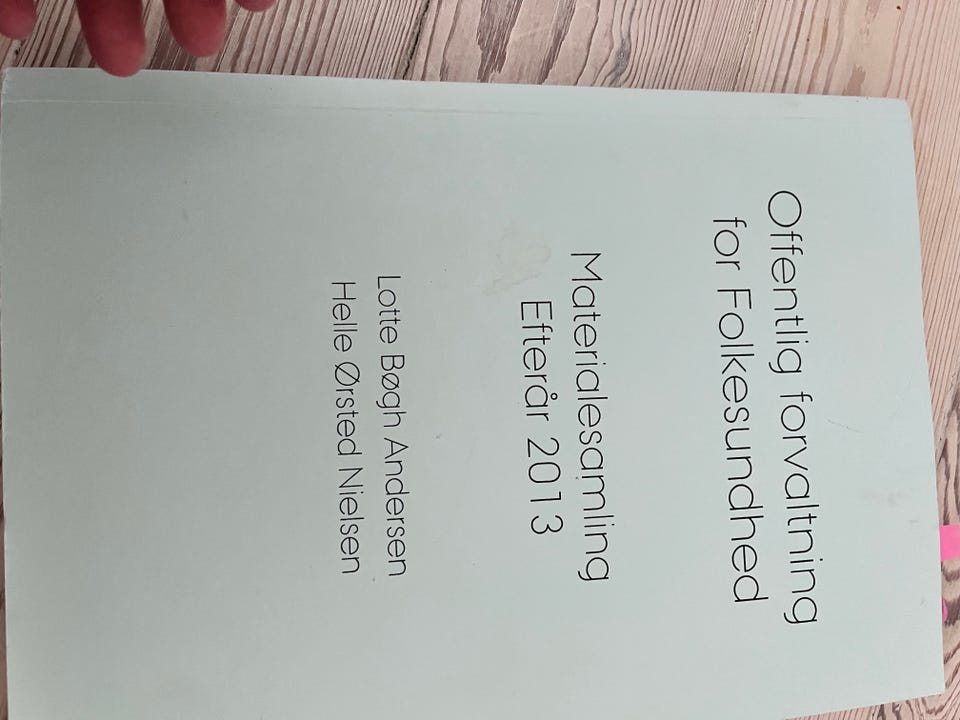 Offentlig forvaltning
for Folkesundhed
Materialesamling
Efterår 2013
Lotte Bøgh Andersen
Helle Ørsted Nielsen